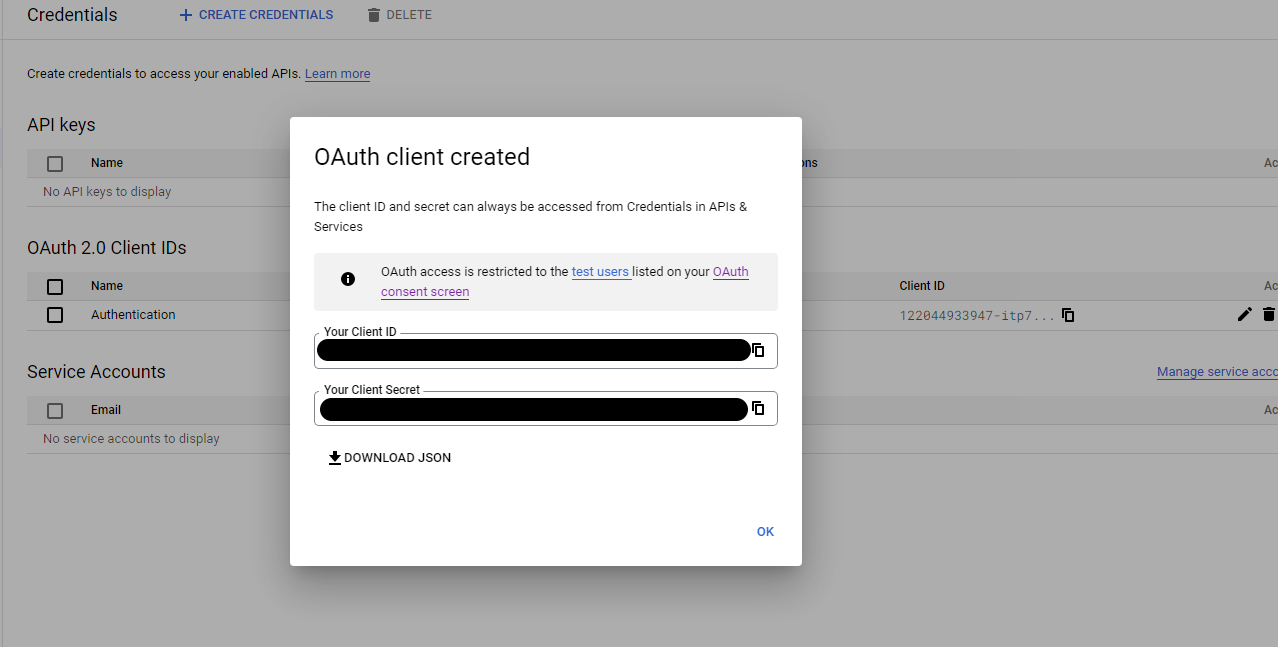 Credentials
CREATE CREDENTIALS
DELETE
Create credentials to access your enabled APIs. Learn more
API keys
Name
Ac
No API keys to display
OAuth client created
The client ID and secret can always be accessed from Credentials in APIs &
Services
OAuth access is restricted to the test users listed on your OAuth
consent screen
Your Client ID
Your Client Secret
DOWNLOAD JSON
OK
OAuth 2.0 Client IDs
Name
Client ID
Ac
Authentication
122044933947-itp7...
Service Accounts
Manage service acco
Email
Ac
No service accounts to display